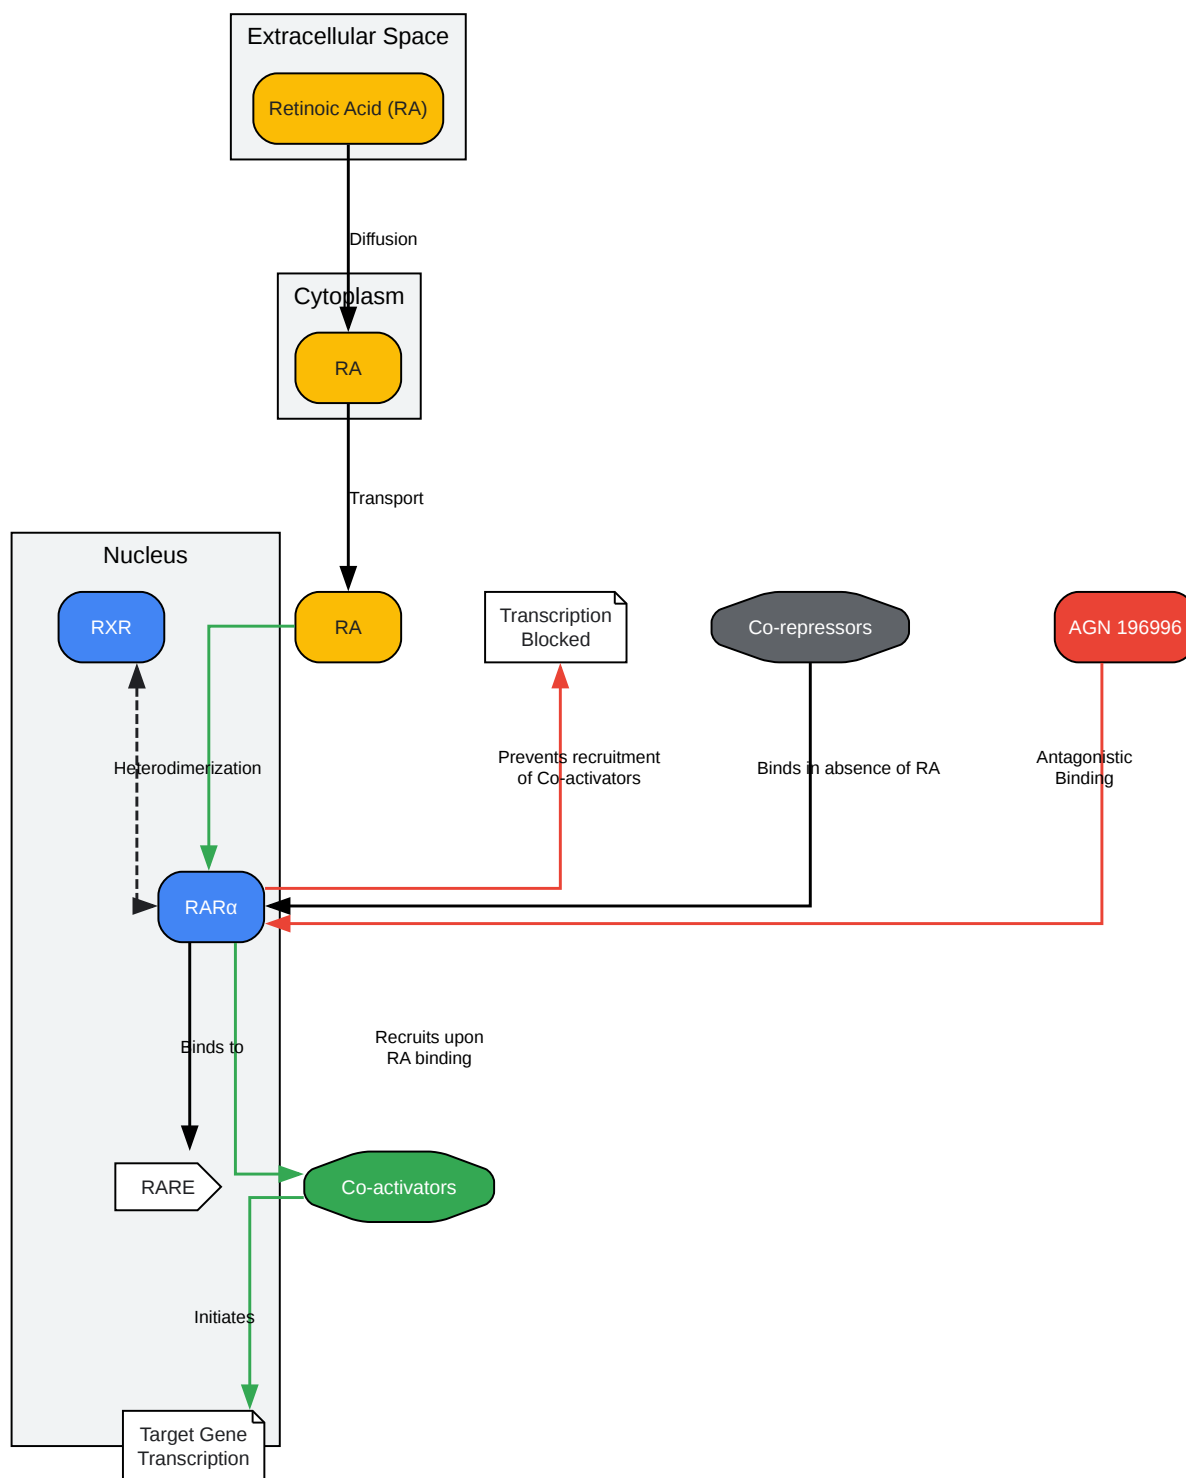 Extracellular Space
Retinoic Acid (RA)
Diffusion
Cytoplasm
RA
Transport
Nucleus
RXR
RA
Transcription
Blocked
Co-repressors
AGN 196996
Heterodimerization
Prevents recruitment
of Co-activators
Binds in absence of RA
Antagonistic
Binding
RARα
Binds to
Recruits upon
RA binding
RARE
Co-activators
Initiates
Target Gene
Transcription